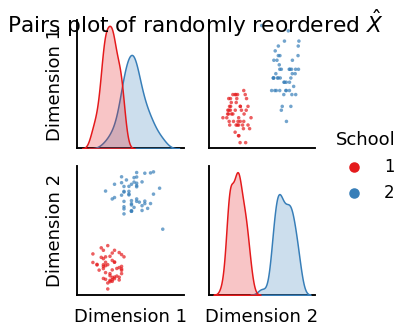 Pairs plot of randomly reordered X̂
Dimension 1
School
1
2
Dimension 2
Dimension 1 Dimension 2